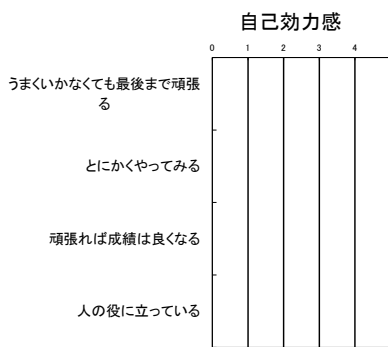 自己効力感
0 1 2 3 4
うまくいかなくても最後まで頑張
る
とにかくやってみる
頑張れば成績は良くなる
人の役に立っている